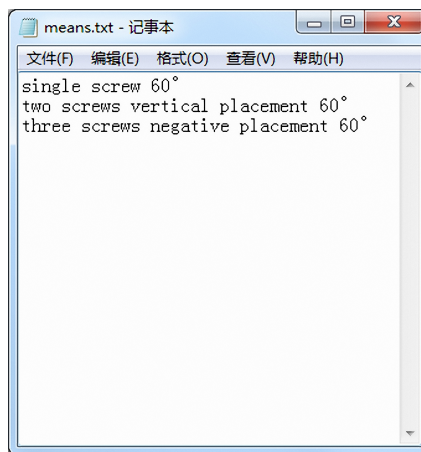 means.txt - 记事本
文件(F) 编辑(E) 格式(O) 查看(V) 帮助(H)
single screw 60°
two screws vertical placement 60°
three screws negative placement 60°